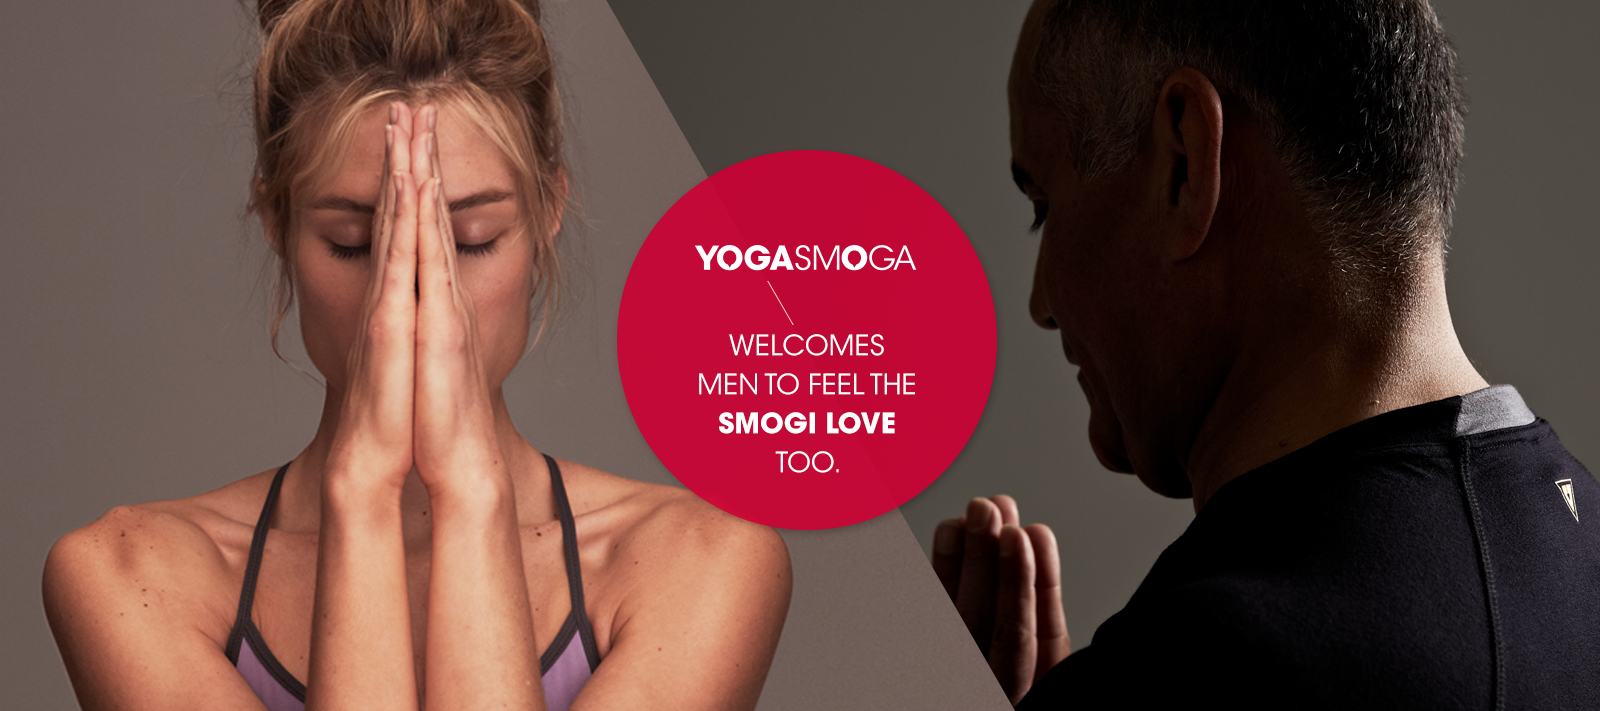 YOGASMOGA
WELCOMES
MEN TO FEEL THE
SMOGI LOVE
TOO.